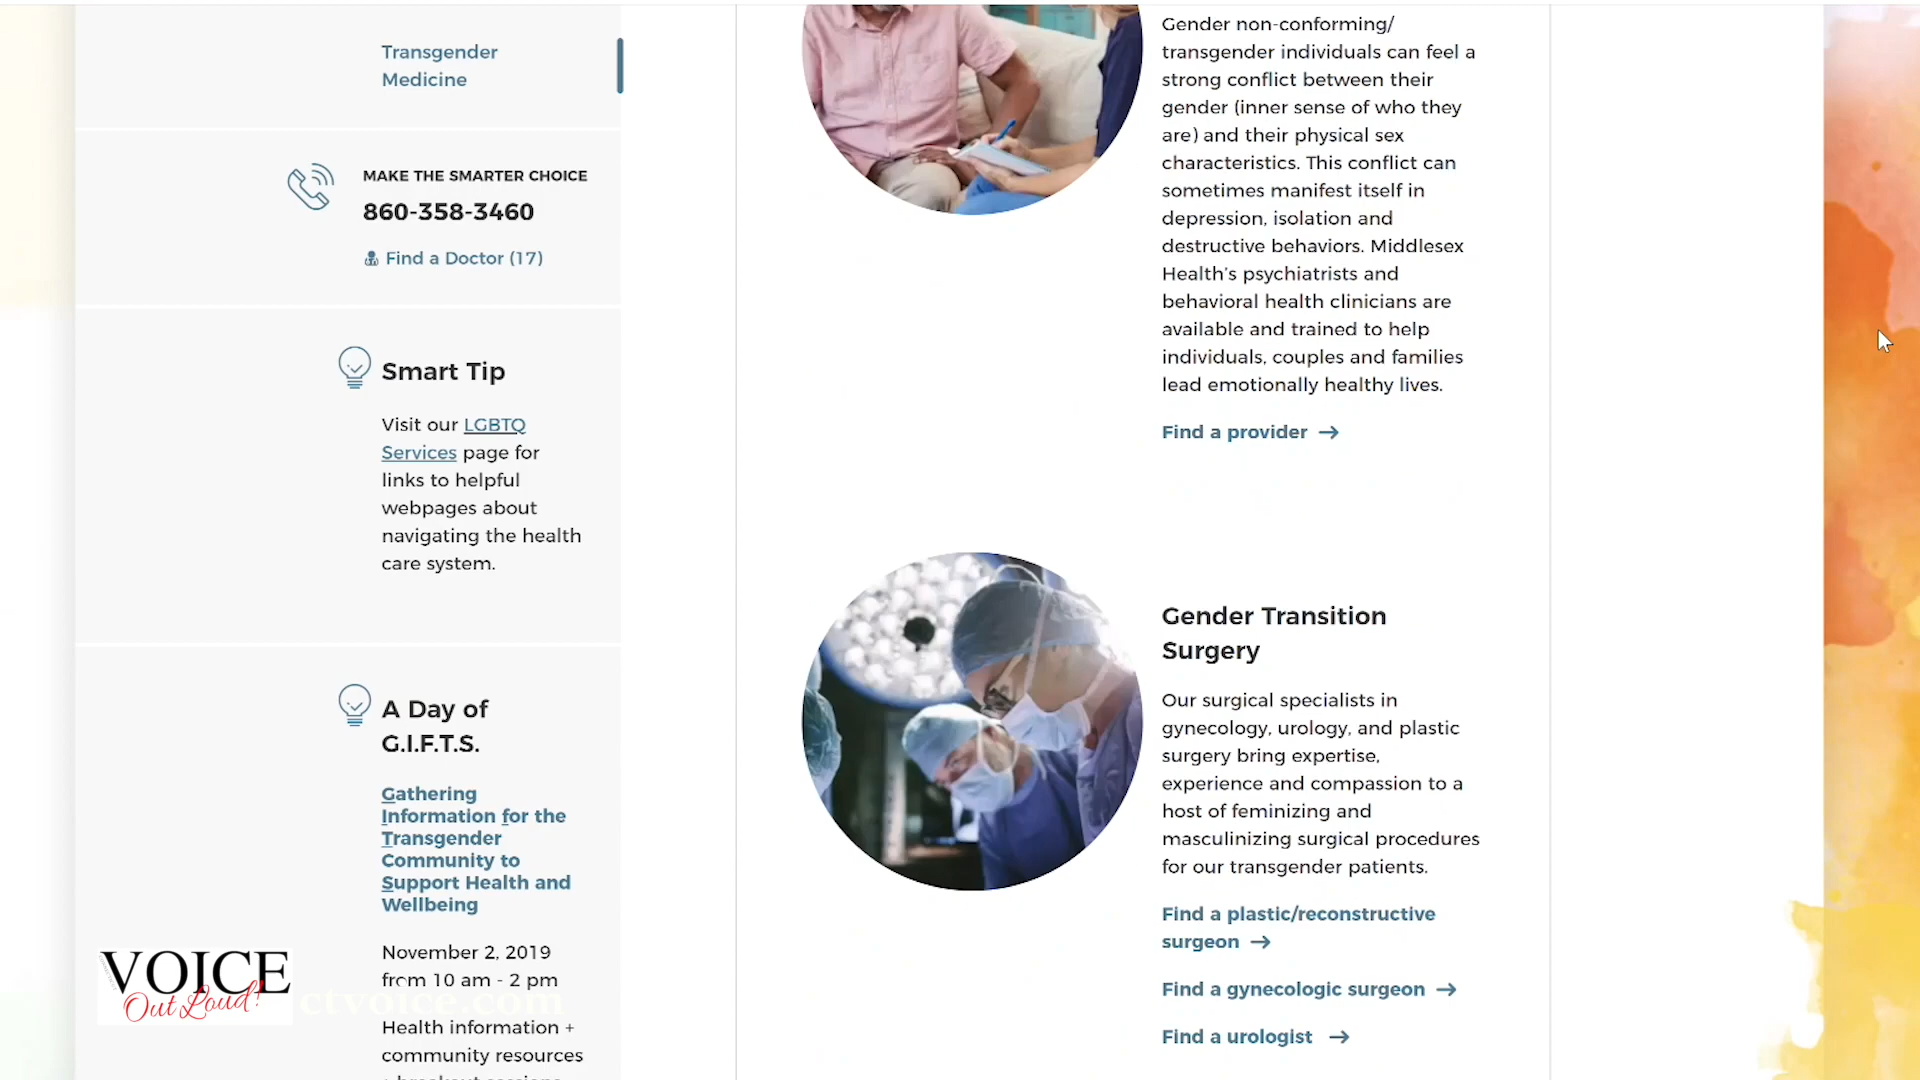 Transgender
Medicine
MAKE THE SMARTER CHOICE
860-358-3460
Find a Doctor (17)
Smart Tip
Visit our LGBTQ
Services page for
links to helpful
webpages about
navigating the health
care system.
A Day of
G.I.F.T.S.
Gathering
Information for the
Transgender
Community to
Support Health and
Wellbeing
November 2, 2019
from 10 am - 2 pm
Health information +
community resources
+ breakout sessions
Gender non-conforming/
transgender individuals can feel a
strong conflict between their
gender (inner sense of who they
are) and their physical sex
characteristics. This conflict can
sometimes manifest itself in
depression, isolation and
destructive behaviors. Middlesex
Health's psychiatrists and
behavioral health clinicians are
available and trained to help
individuals, couples and families
lead emotionally healthy lives.
Find a provider →
Gender Transition
Surgery
Our surgical specialists in
gynecology, urology, and plastic
surgery bring expertise,
experience and compassion to a
host of feminizing and
masculinizing surgical procedures
for our transgender patients.
Find a plastic/reconstructive
surgeon →
Find a gynecologic surgeon →
Find a urologist →
VOICE
Out Loud!
ctvoice.com